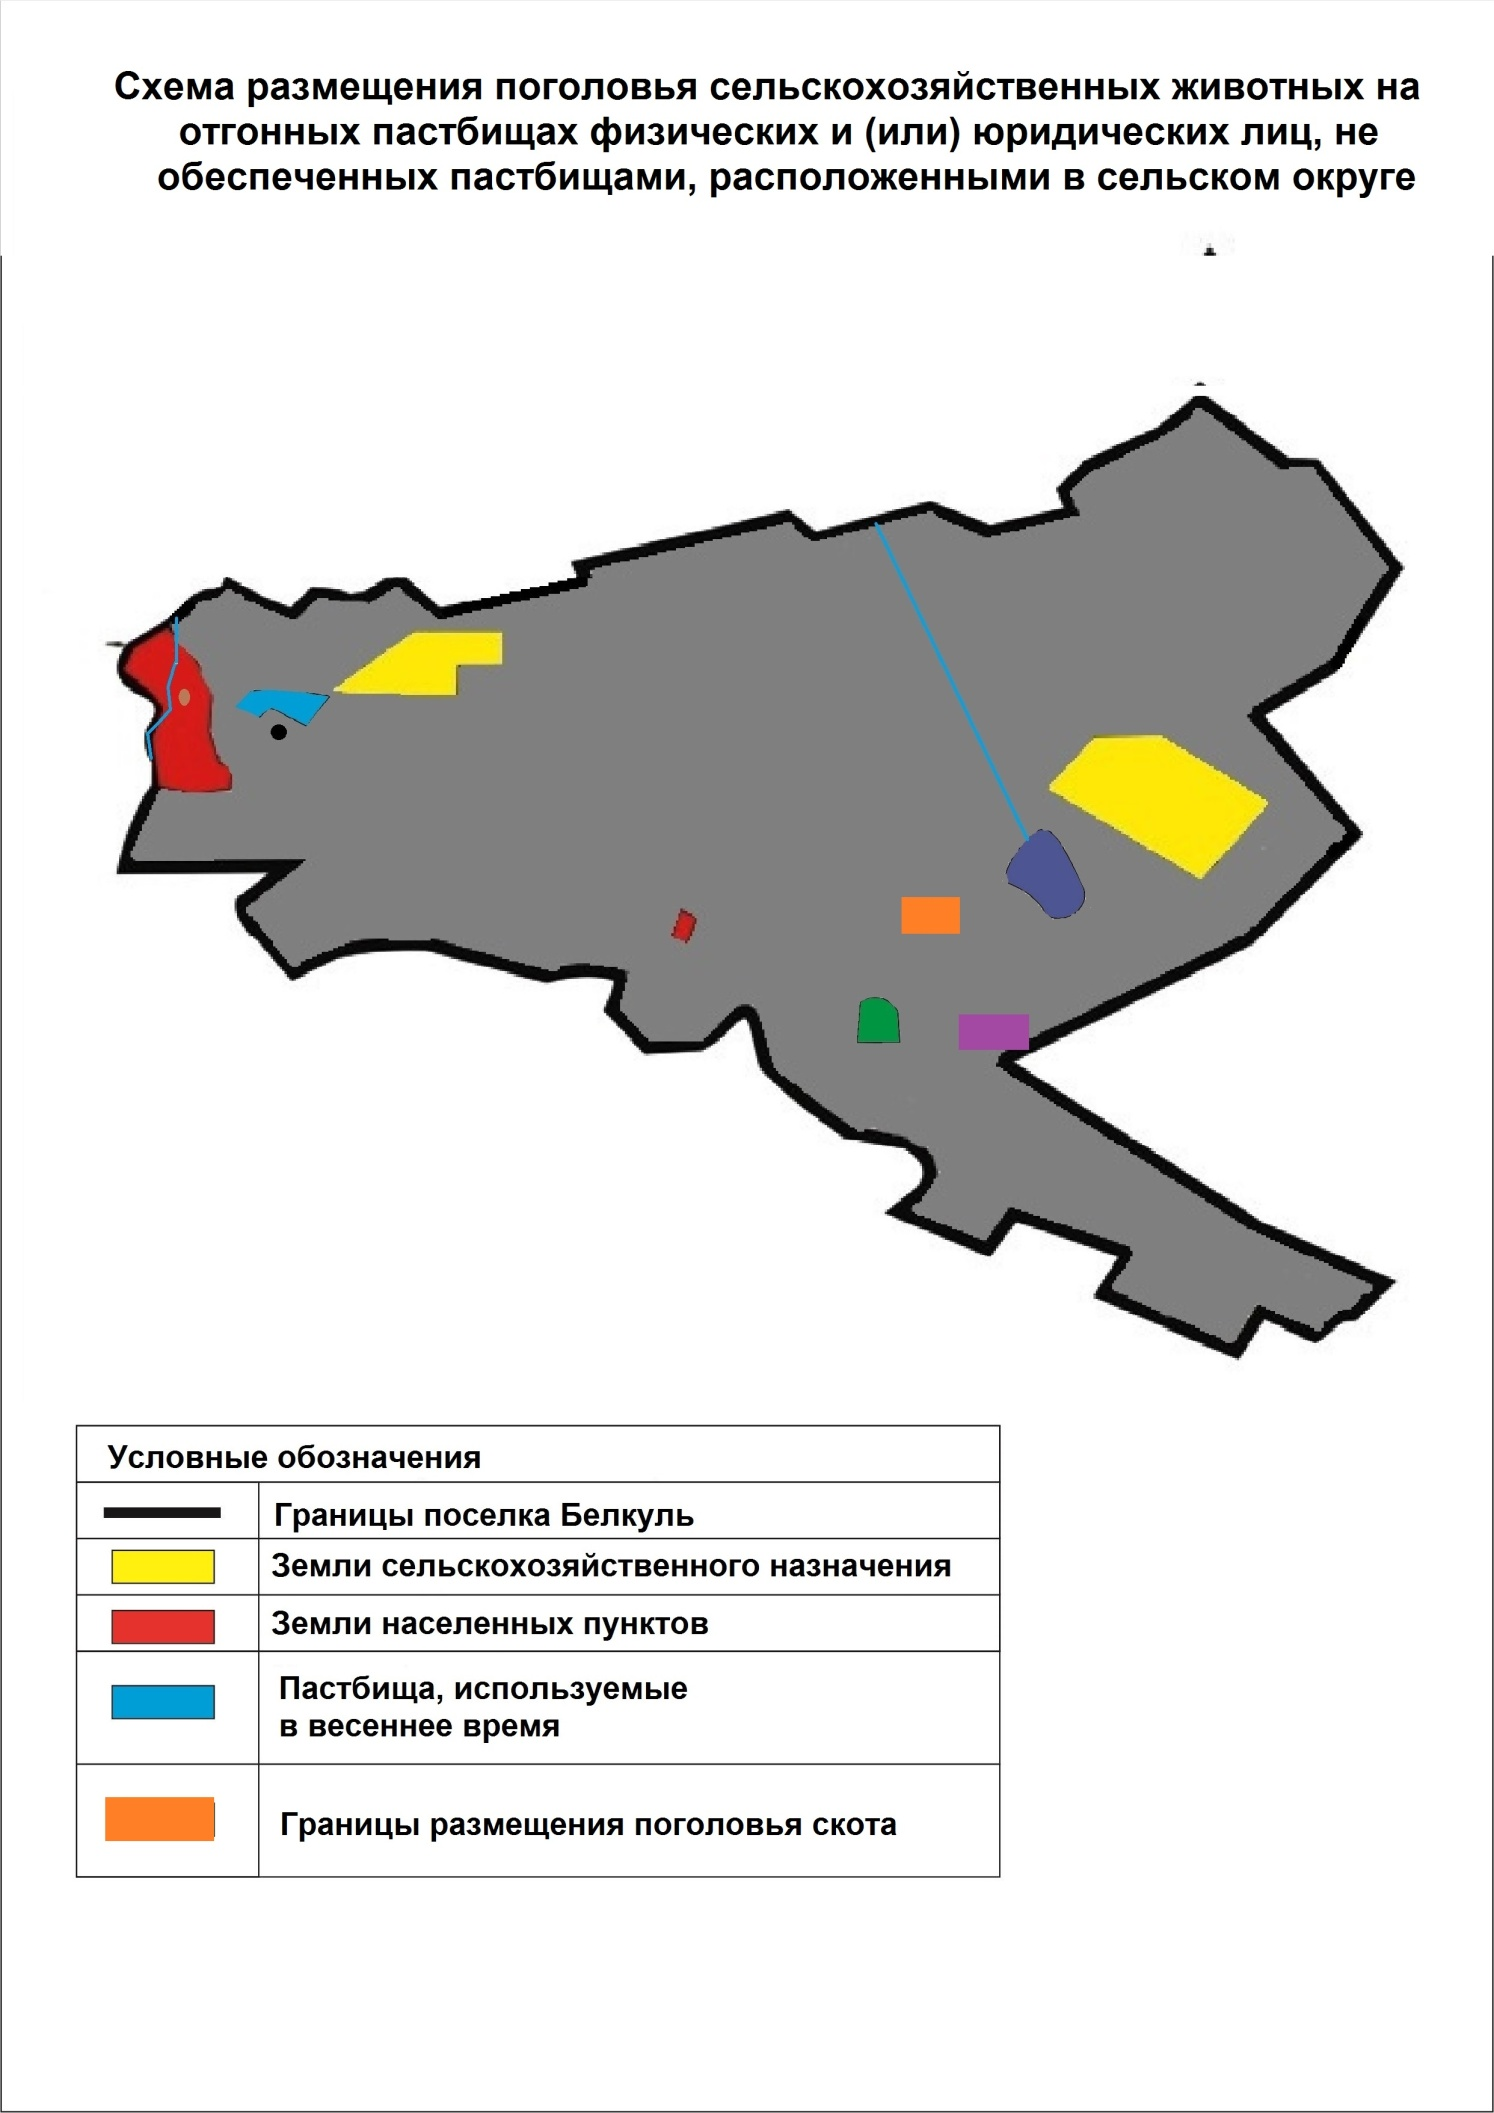 Схема размещения поголовья сельскохозяйственных животных на
отгонных пастбищах физических и (или) юридических лиц, не
обеспеченных пастбищами, расположенными в сельском округе
Условные обозначения
Границы поселка Белкуль
Земли сельскохозяйственного назначения
Земли населенных пунктов
Пастбища, используемые
в весеннее время
Границы размещения поголовья скота